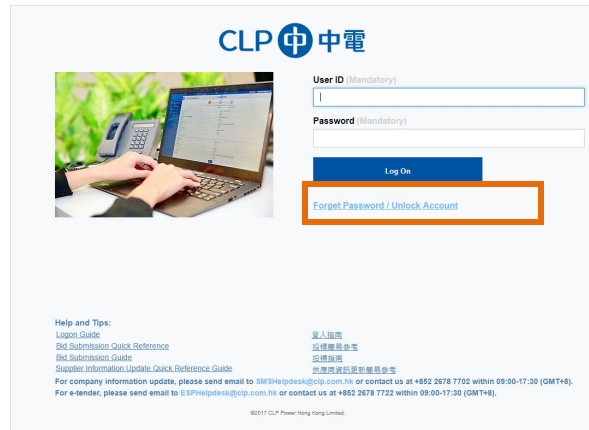 CLP 中 中電
User ID (Mandatory)
Password (Mandatory)
Log On
Forget Password / Unlock Account
Help and Tips:
Logon Guide
Bid Submission Quick Reference
Bid Submission Guide
Supplier Information Update Quick Reference Guide
登入指南
投標簡易參考
投標指南
供應商資訊更新簡易參考
For company information update, please send email to SMSHelpdesk@clp.com.hk or contact us at +852 2678 7702 within 09:00-17:30 (GMT+8).
For e-tender, please send email to ESPHelpdesk@clp.com.hk or contact us at +852 2678 7722 within 09:00-17:30 (GMT+8).
©2017 CLP Power Hong Kong Limited.